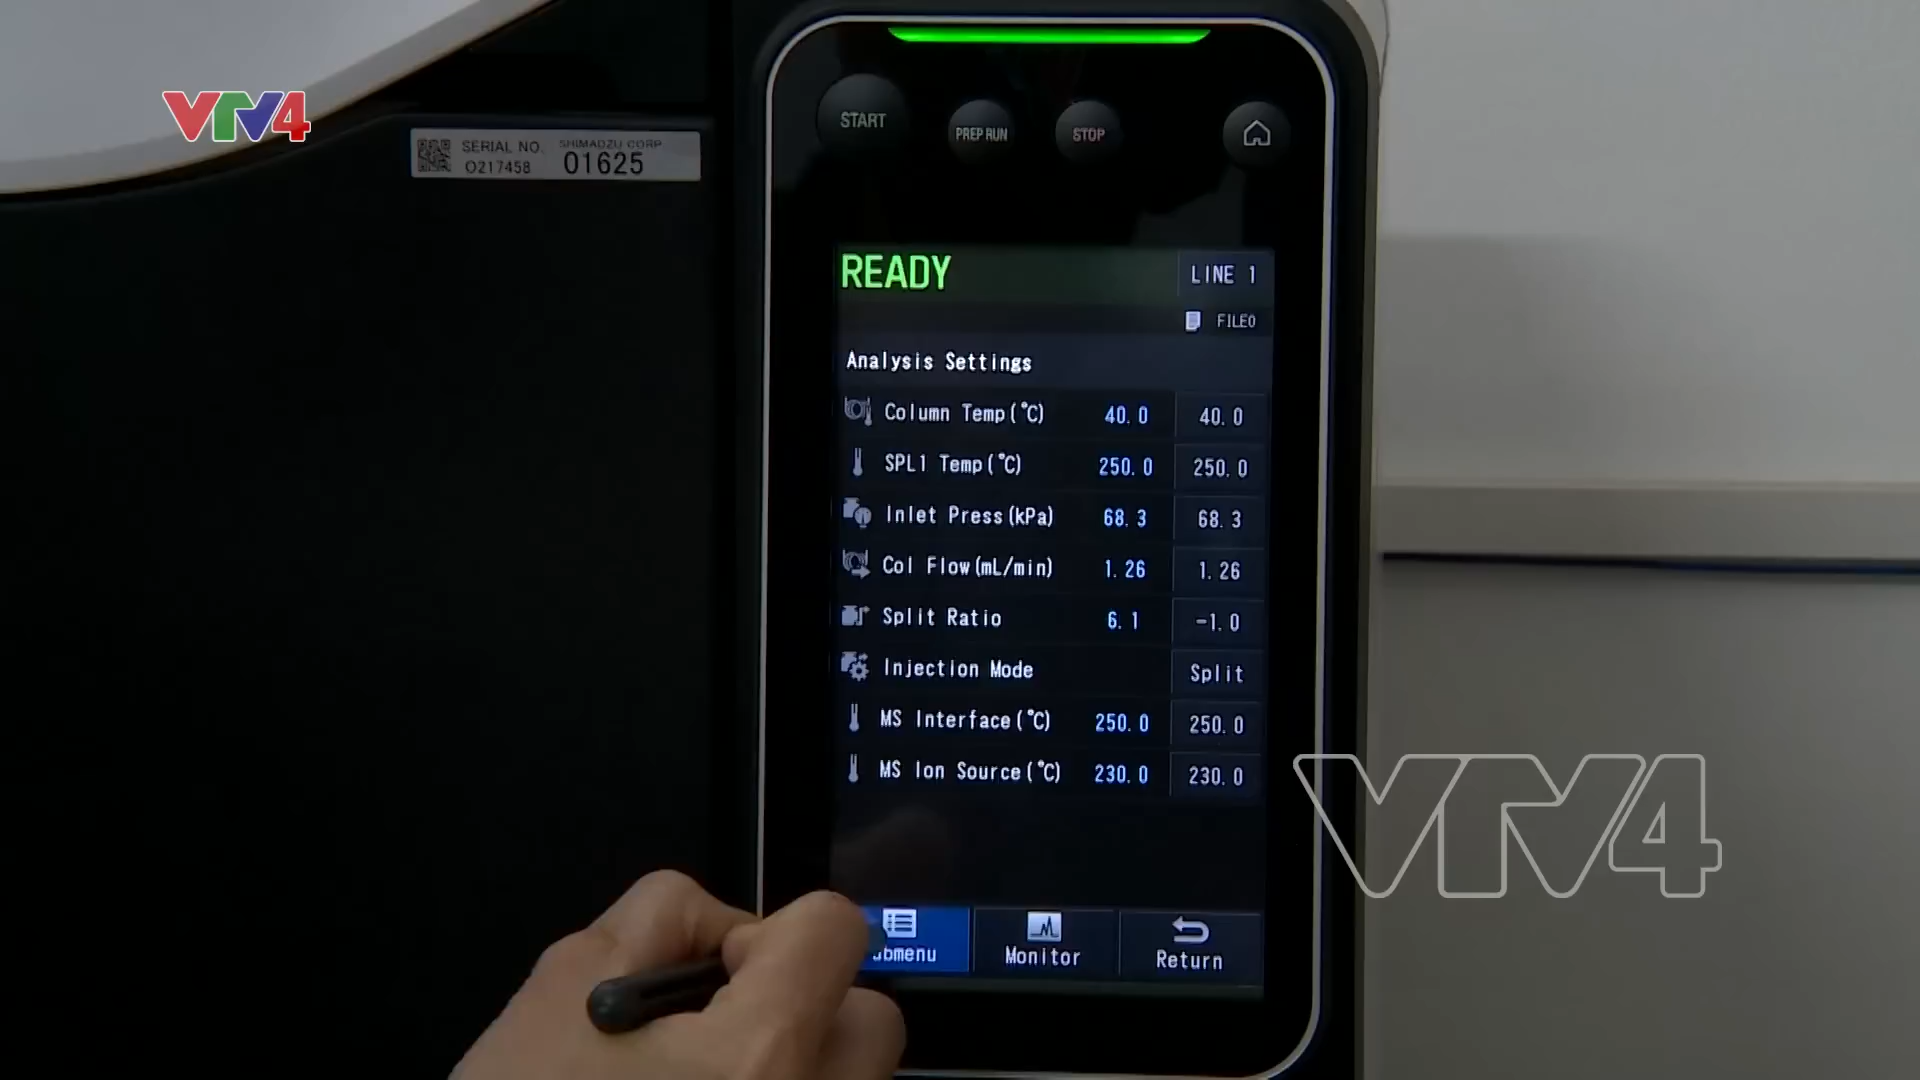 VTV4
SERIAL NO. SHIMADZU CORP.
O217458 01625
START
PREP RUN
STOP
READY LINE 1
FILE0
Analysis Settings
Column Temp(°C) 40.0 40.0
SPL1 Temp(°C) 250.0 250.0
Inlet Press(kPa) 68.3 68.3
Col Flow(mL/min) 1.26 1.26
Split Ratio 6.1 -1.0
Injection Mode Split
MS Interface(°C) 250.0 250.0
MS Ion Source(°C) 230.0 230.0
VTV4
ubmenu Monitor Return